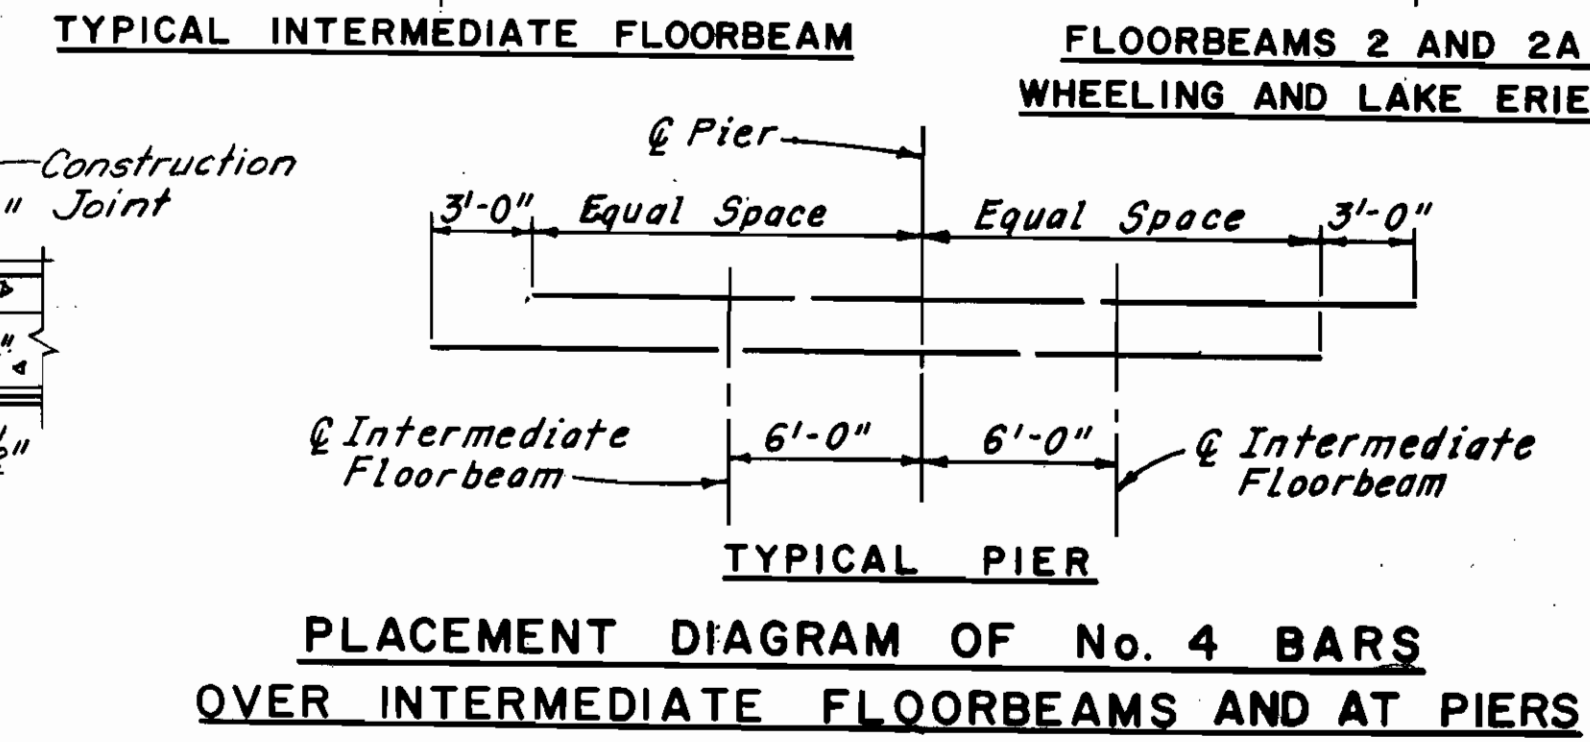 TYPICAL INTERMEDIATE FLOORBEAM
FLOORBEAMS 2 AND 2A
WHEELING AND LAKE ERIE
℄ Pier
Construction
" Joint
3'-0"
Equal Space
Equal Space
3'-0"
℄ Intermediate
Floorbeam
6'-0"
6'-0"
℄ Intermediate
Floorbeam
TYPICAL PIER
PLACEMENT DIAGRAM OF No. 4 BARS
OVER INTERMEDIATE FLOORBEAMS AND AT PIERS